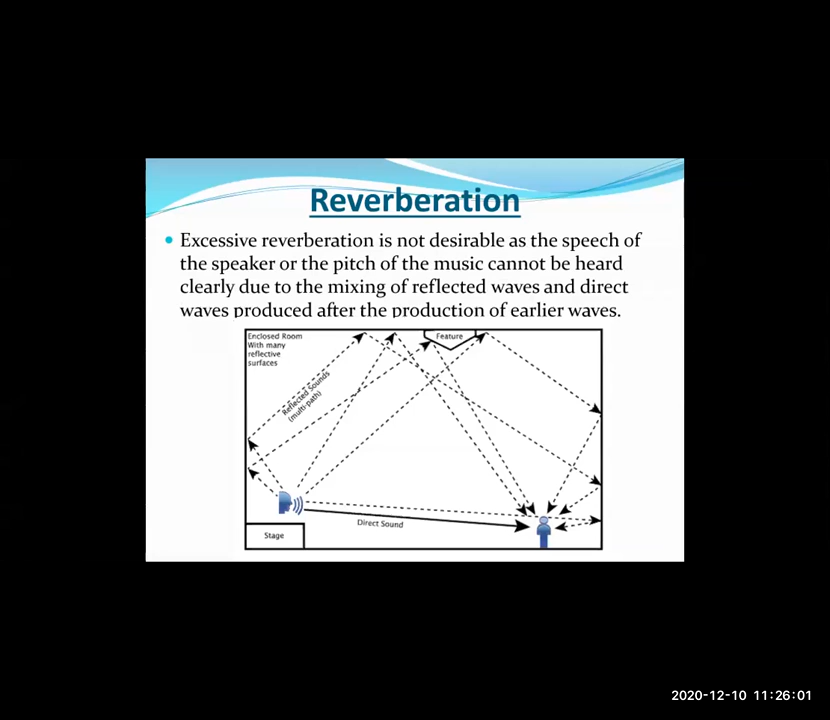 Reverberation
Excessive reverberation is not desirable as the speech of
the speaker or the pitch of the music cannot be heard
clearly due to the mixing of reflected waves and direct
waves produced after the production of earlier waves.
Enclosed Room
With many
reflective
surfaces
Feature
Reflected Sounds
(multi-path)
Direct Sound
Stage
2020-12-10 11:26:01